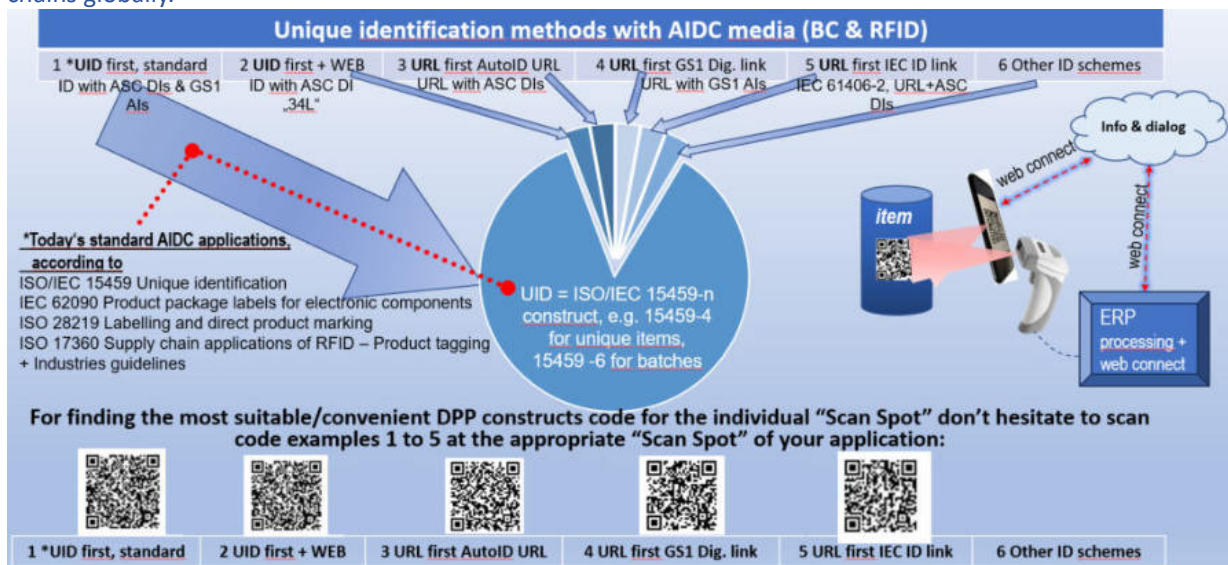 chains globally.
Unique identification methods with AIDC media (BC & RFID)
1 *UID first, standard
ID with ASC DIs & GS1
AIs
2 UID first + WEB
ID with ASC DI
„34L“
3 URL first AutoID URL
URL with ASC DIs
4 URL first GS1 Dig. link
URL with GS1 AIs
5 URL first IEC ID link
IEC 61406-2, URL+ASC
DIs
6 Other ID schemes
Info & dialog
web connect
web connect
item
*Today's standard AIDC applications,
according to
ISO/IEC 15459 Unique identification
IEC 62090 Product package labels for electronic components
ISO 28219 Labelling and direct product marking
ISO 17360 Supply chain applications of RFID – Product tagging
+ Industries guidelines
UID = ISO/IEC 15459-n
construct, e.g. 15459-4
for unique items,
15459 -6 for batches
ERP
processing +
web connect
For finding the most suitable/convenient DPP constructs code for the individual “Scan Spot” don’t hesitate to scan
code examples 1 to 5 at the appropriate “Scan Spot” of your application:
1 *UID first, standard
2 UID first + WEB
3 URL first AutoID URL
4 URL first GS1 Dig. link
5 URL first IEC ID link
6 Other ID schemes